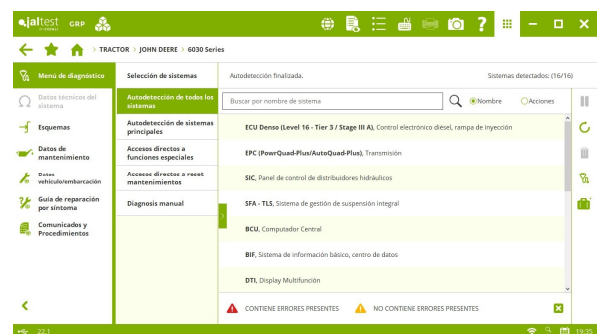 jaltest GRP
TRACTOR > JOHN DEERE > 6030 Series
Menú de diagnóstico
Datos técnicos del
sistema
Esquemas
Datos de
mantenimiento
Datos
vehículo/embarcación
Guía de reparación
por síntoma
Comunicados y
Procedimientos
Selección de sistemas
Autodetección de todos los
sistemas
Autodetección de sistemas
principales
Accesos directos a
funciones especiales
Accesos directos a reset
mantenimientos
Diagnosis manual
Autodetección finalizada.
Sistemas detectados: (16/16)
Buscar por nombre de sistema
Nombre
Acciones
ECU Denso (Level 16 - Tier 3 / Stage III A), Control electrónico diésel, rampa de inyección
EPC (PowrQuad-Plus/AutoQuad-Plus), Transmisión
SIC, Panel de control de distribuidores hidráulicos
SFA - TLS, Sistema de gestión de suspensión integral
BCU, Computador Central
BIF, Sistema de información básico, centro de datos
DTI, Display Multifunción
CONTIENE ERRORES PRESENTES
NO CONTIENE ERRORES PRESENTES
22.1
19:35